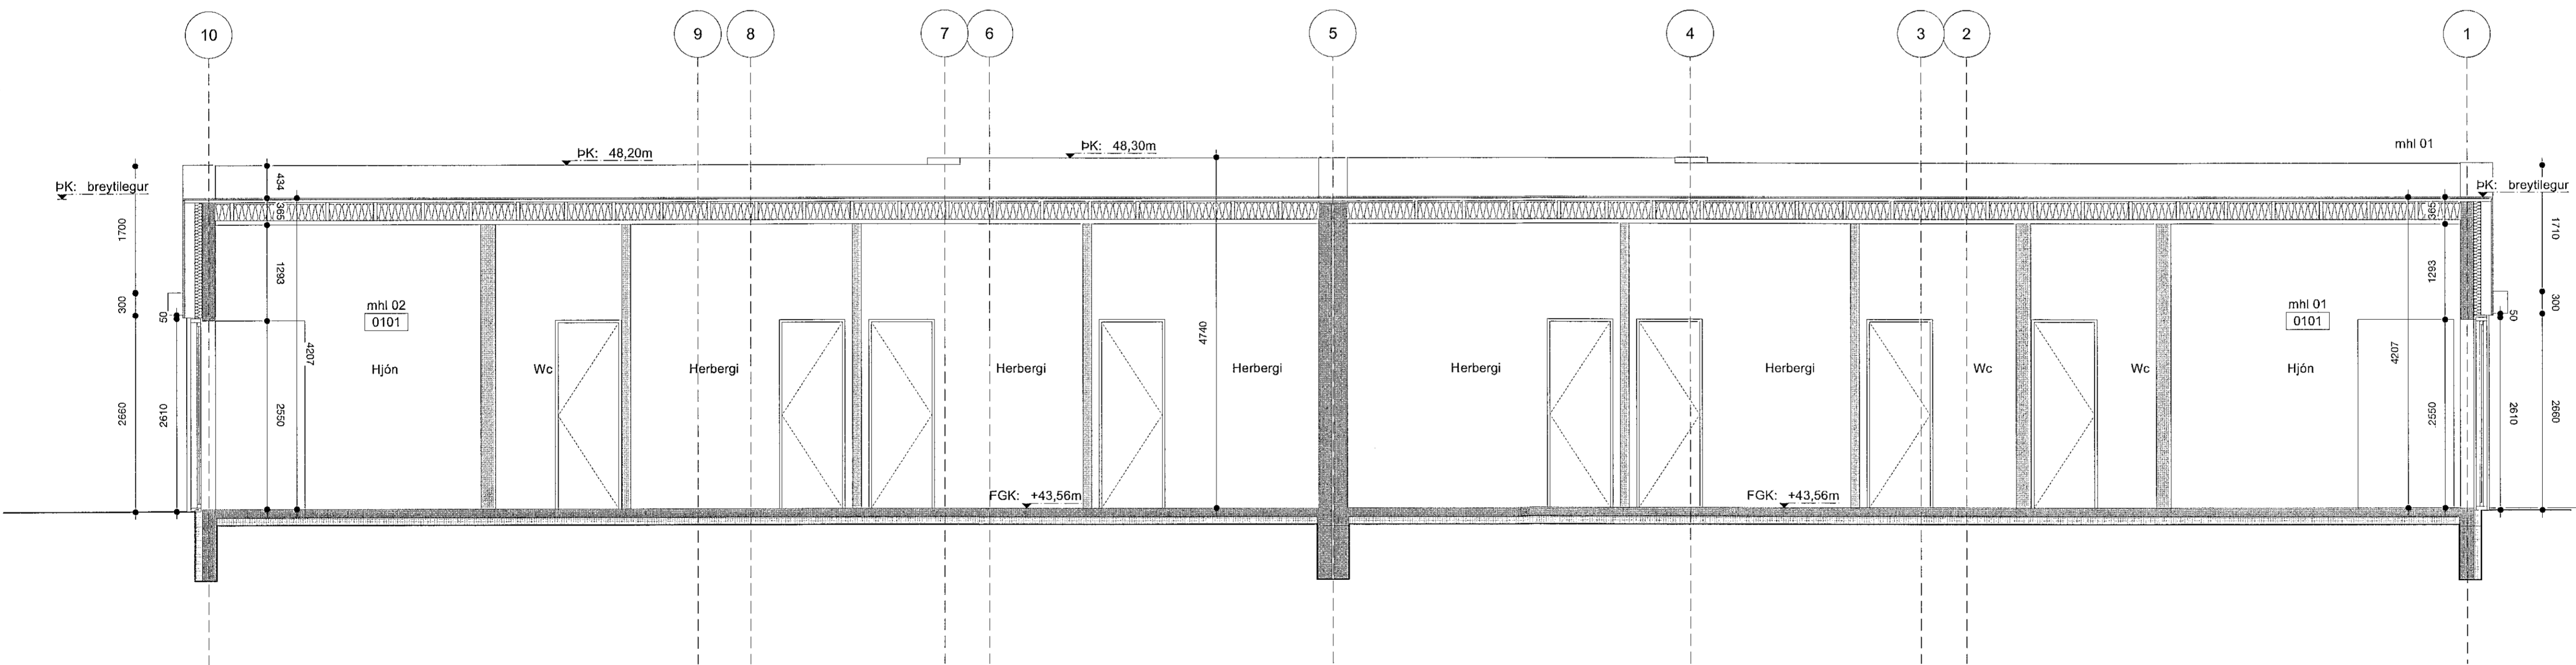 10 9 8 7 6 5 4 3 2 1
ÞK: 48,20m
ÞK: 48,30m
mhl 01
ÞK: breytilegur
ÞK: breytilegur
434
365
365
1700
1293
300
50
1710
1293
300
50
mhl 02
0101
mhl 01
0101
4207
4740
4207
Hjón
Wc
Herbergi
Herbergi
Herbergi
Herbergi
Herbergi
Wc
Wc
Hjón
2660
2610
2550
2550
2610
2660
FGK: +43,56m
FGK: +43,56m